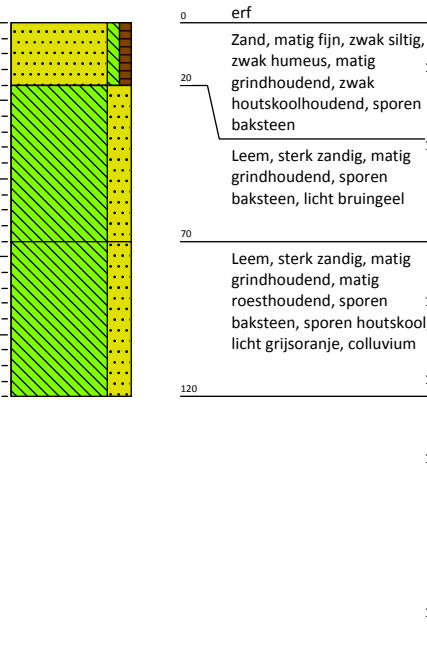 0
erf
Zand, matig fijn, zwak siltig,
zwak humeus, matig
grindhoudend, zwak
houtskoolhoudend, sporen
baksteen
20
Leem, sterk zandig, matig
grindhoudend, sporen
baksteen, licht bruingeel
70
Leem, sterk zandig, matig
grindhoudend, matig
roesthoudend, sporen
baksteen, sporen houtskool,
licht grijsoranje, colluvium
120